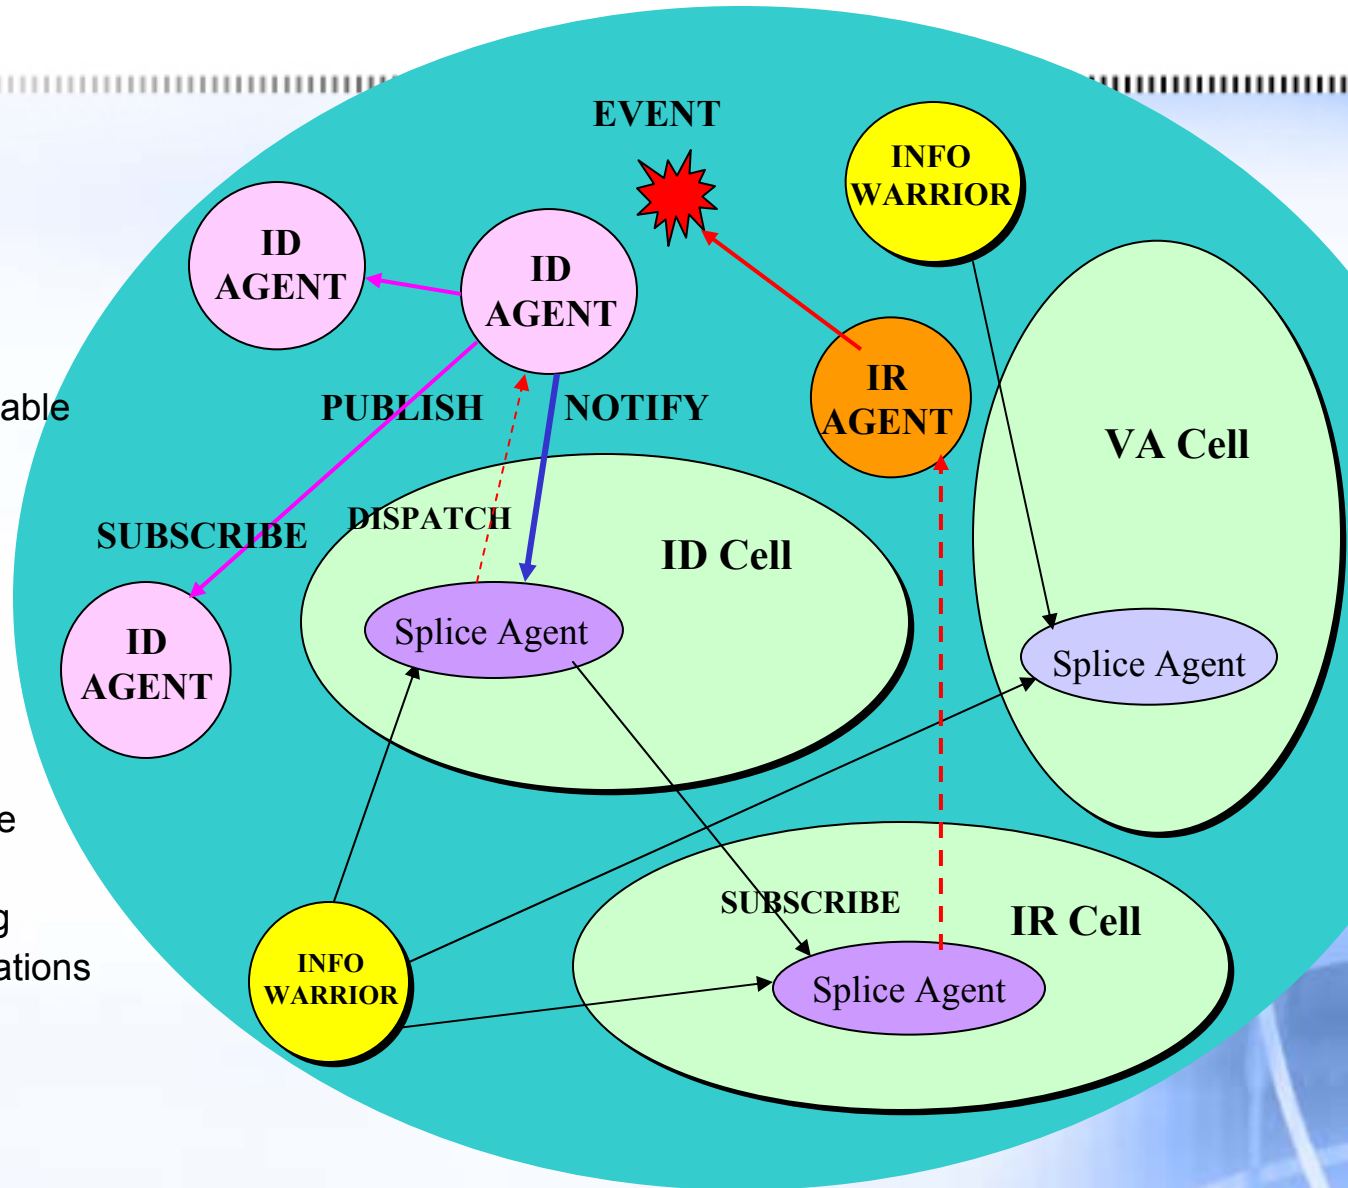 EVENT
INFO
WARRIOR
ID
AGENT
ID
AGENT
IR
AGENT
able
PUBLISH
NOTIFY
VA Cell
DISPATCH
SUBSCRIBE
ID Cell
Splice Agent
ID
AGENT
Splice Agent
e
SUBSCRIBE
IR Cell
g
ations
INFO
WARRIOR
Splice Agent